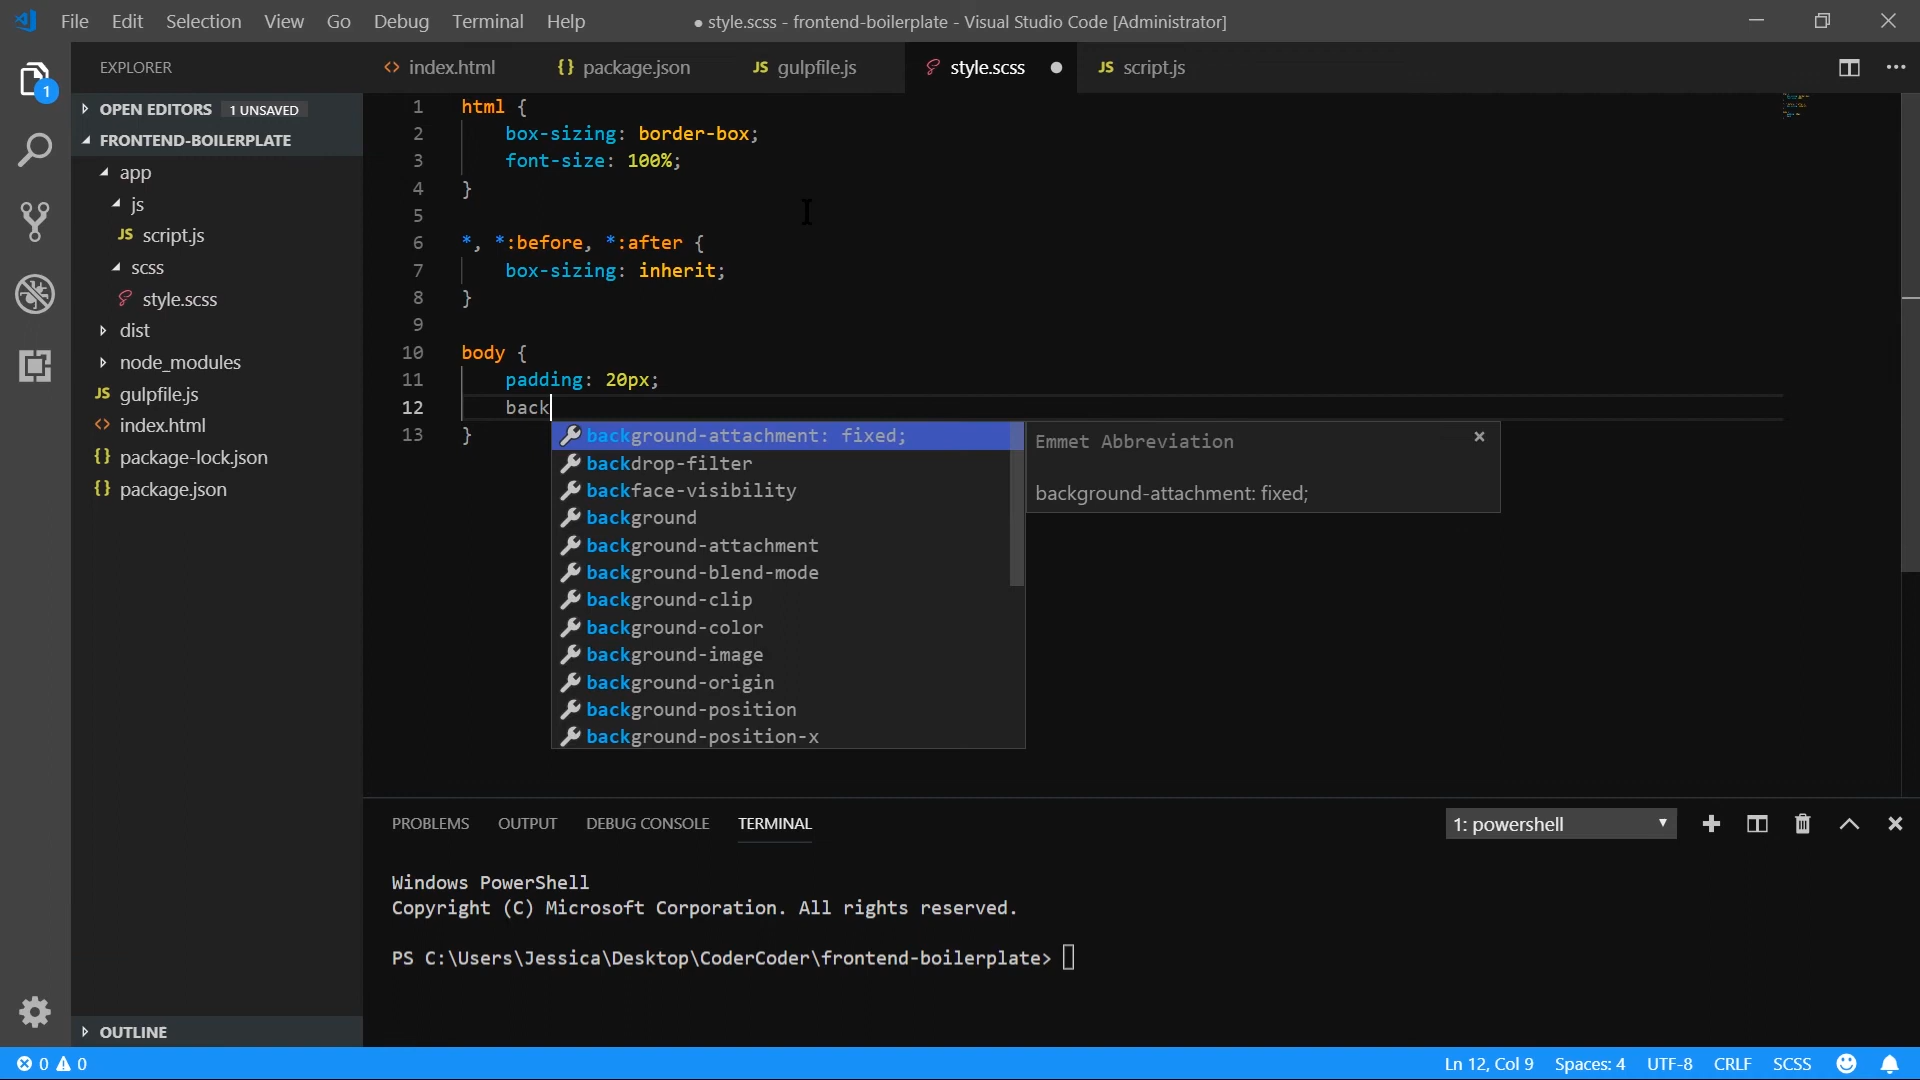 File Edit Selection View Go Debug Terminal Help
● style.scss - frontend-boilerplate - Visual Studio Code [Administrator]
EXPLORER
1
OPEN EDITORS 1 UNSAVED
FRONTEND-BOILERPLATE
app
js
JS script.js
scss
style.scss
dist
node_modules
JS gulpfile.js
<> index.html
{} package-lock.json
{} package.json
OUTLINE
<> index.html {} package.json JS gulpfile.js style.scss ● JS script.js
1 html {
2 box-sizing: border-box;
3 font-size: 100%;
4 }
5
6 *, *:before, *:after {
7 box-sizing: inherit;
8 }
9
10 body {
11 padding: 20px;
12 back
13 }
background-attachment: fixed;
backdrop-filter
backface-visibility
background
background-attachment
background-blend-mode
background-clip
background-color
background-image
background-origin
background-position
background-position-x
Emmet Abbreviation
background-attachment: fixed;
PROBLEMS OUTPUT DEBUG CONSOLE TERMINAL
1: powershell
Windows PowerShell
Copyright (C) Microsoft Corporation. All rights reserved.
PS C:\Users\Jessica\Desktop\CoderCoder\frontend-boilerplate>
0 0
Ln 12, Col 9 Spaces: 4 UTF-8 CRLF SCSS